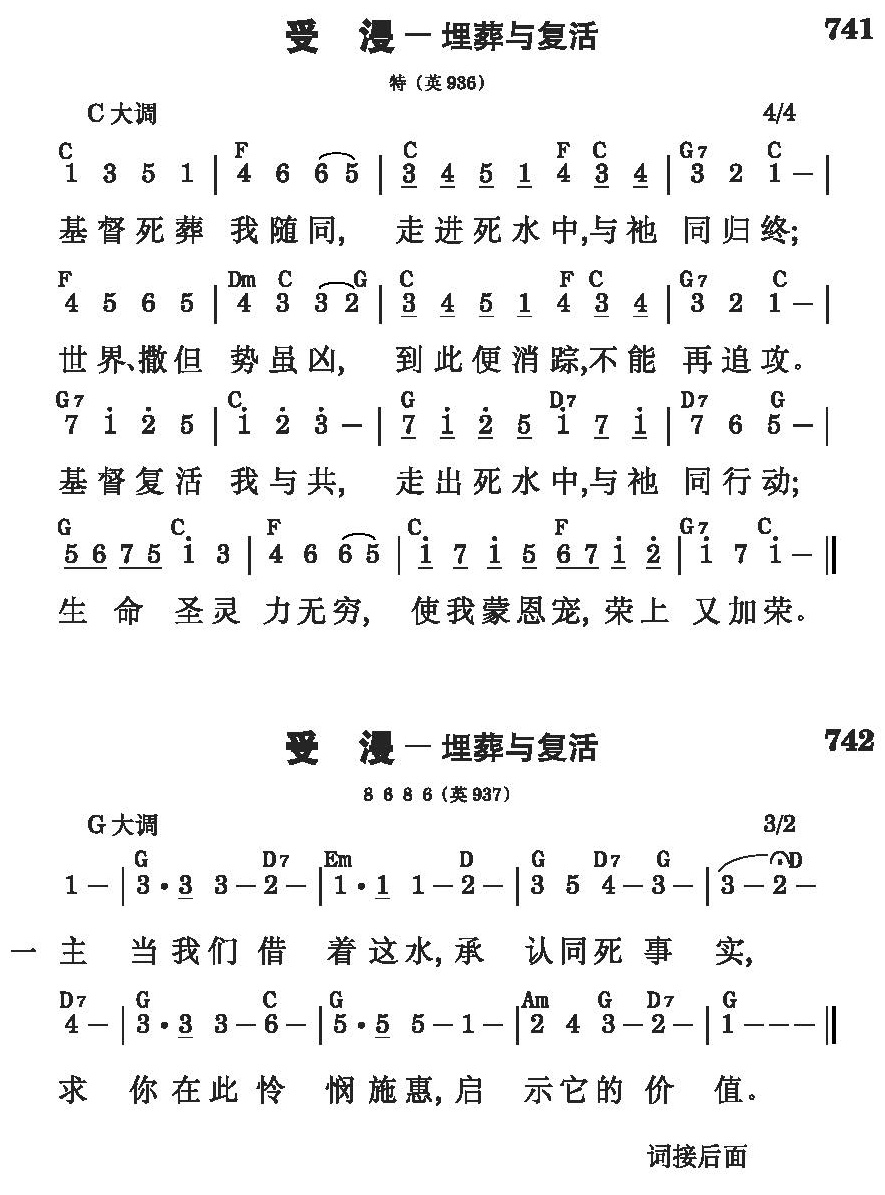 受 浸 － 埋葬与复活 741
特（英936）
C大调 4/4
C F C F C G7 C
1 3 5 1 | 4 6 6 5 | 3 4 5 1 4 3 4 | 3 2 1 － |
基督死葬 我随同, 走进死水中,与祂 同归终;
F Dm C G C F C G7 C
4 5 6 5 | 4 3 3 2 | 3 4 5 1 4 3 4 | 3 2 1 － |
世界、撒但 势虽凶, 到此便消踪,不能 再追攻。
G7 C G D7 D7 G
7 1̇ 2̇ 5 | 1̇ 2̇ 3̇ － | 7 1̇ 2̇ 5 1̇ 7 1̇ | 7 6 5 － |
基督复活 我与共, 走出死水中,与祂 同行动;
G C F C F G7 C
5 6 7 5 1̇ 3 | 4 6 6 5 | 1̇ 7 1̇ 5 6 7 1̇ 2̇ | 1̇ 7 1̇ － ‖
生 命 圣灵 力无穷, 使我蒙恩宠, 荣上 又加荣。
受 浸 － 埋葬与复活 742
8 6 8 6（英937）
G大调 3/2
G D7 Em D G D7 G D
1 － | 3 · 3 3 － 2 － | 1 · 1 1 － 2 － | 3 5 4 － 3 － | 3 － 2 －
一 主 当我们 借 着这水, 承 认同死 事 实,
D7 G C G Am G D7 G
4 － | 3 · 3 3 － 6 － | 5 · 5 5 － 1 － | 2 4 3 － 2 － | 1 － － － ‖
求 你在此 怜 悯施惠, 启 示它的 价 值。
词接后面